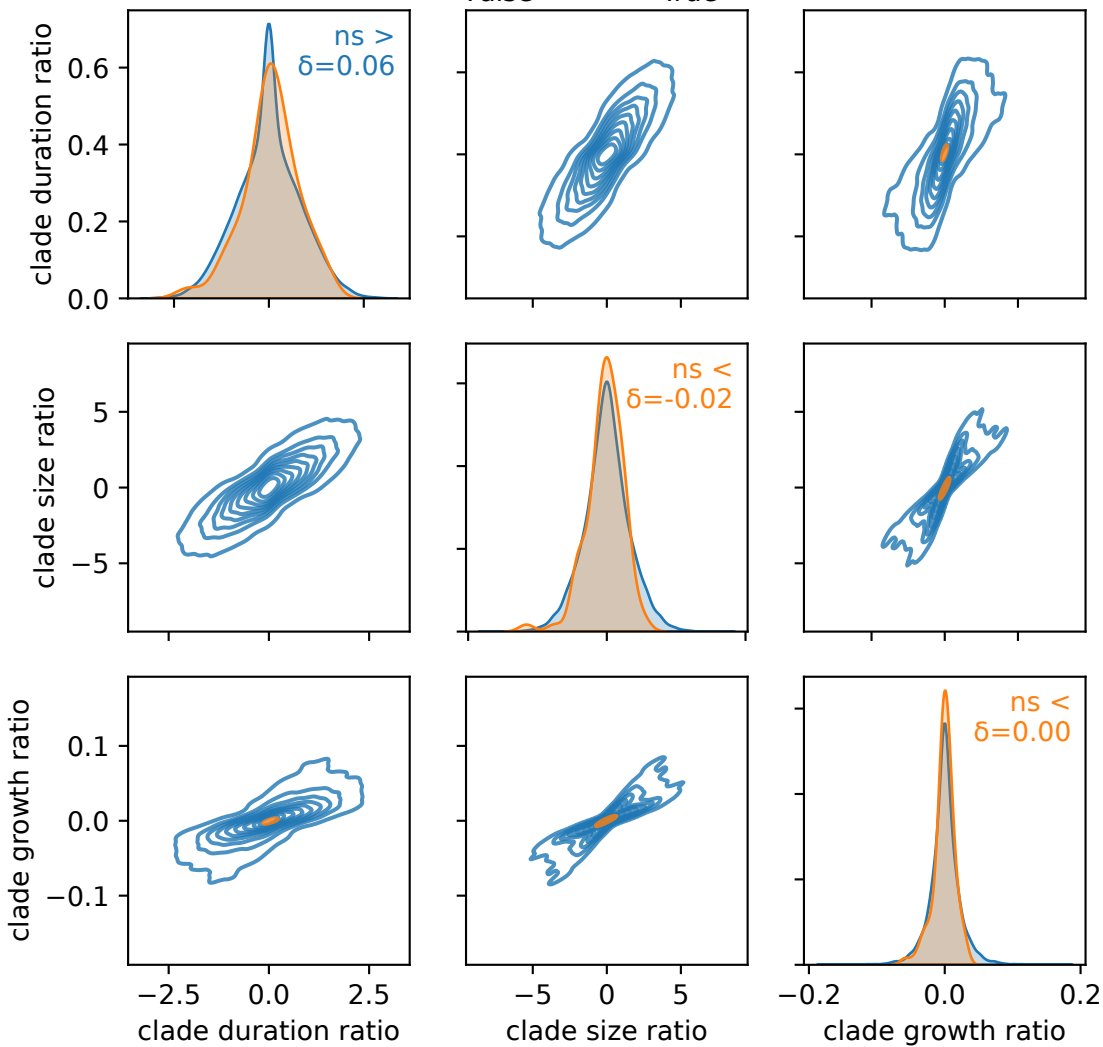 ns >
δ=0.06
clade duration ratio
0.6
0.4
0.2
0.0
ns <
δ=-0.02
clade size ratio
5
0
−5
ns <
δ=0.00
clade growth ratio
0.1
0.0
−0.1
−2.5 0.0 2.5
−5 0 5
−0.2 0.0 0.2
clade duration ratio
clade size ratio
clade growth ratio